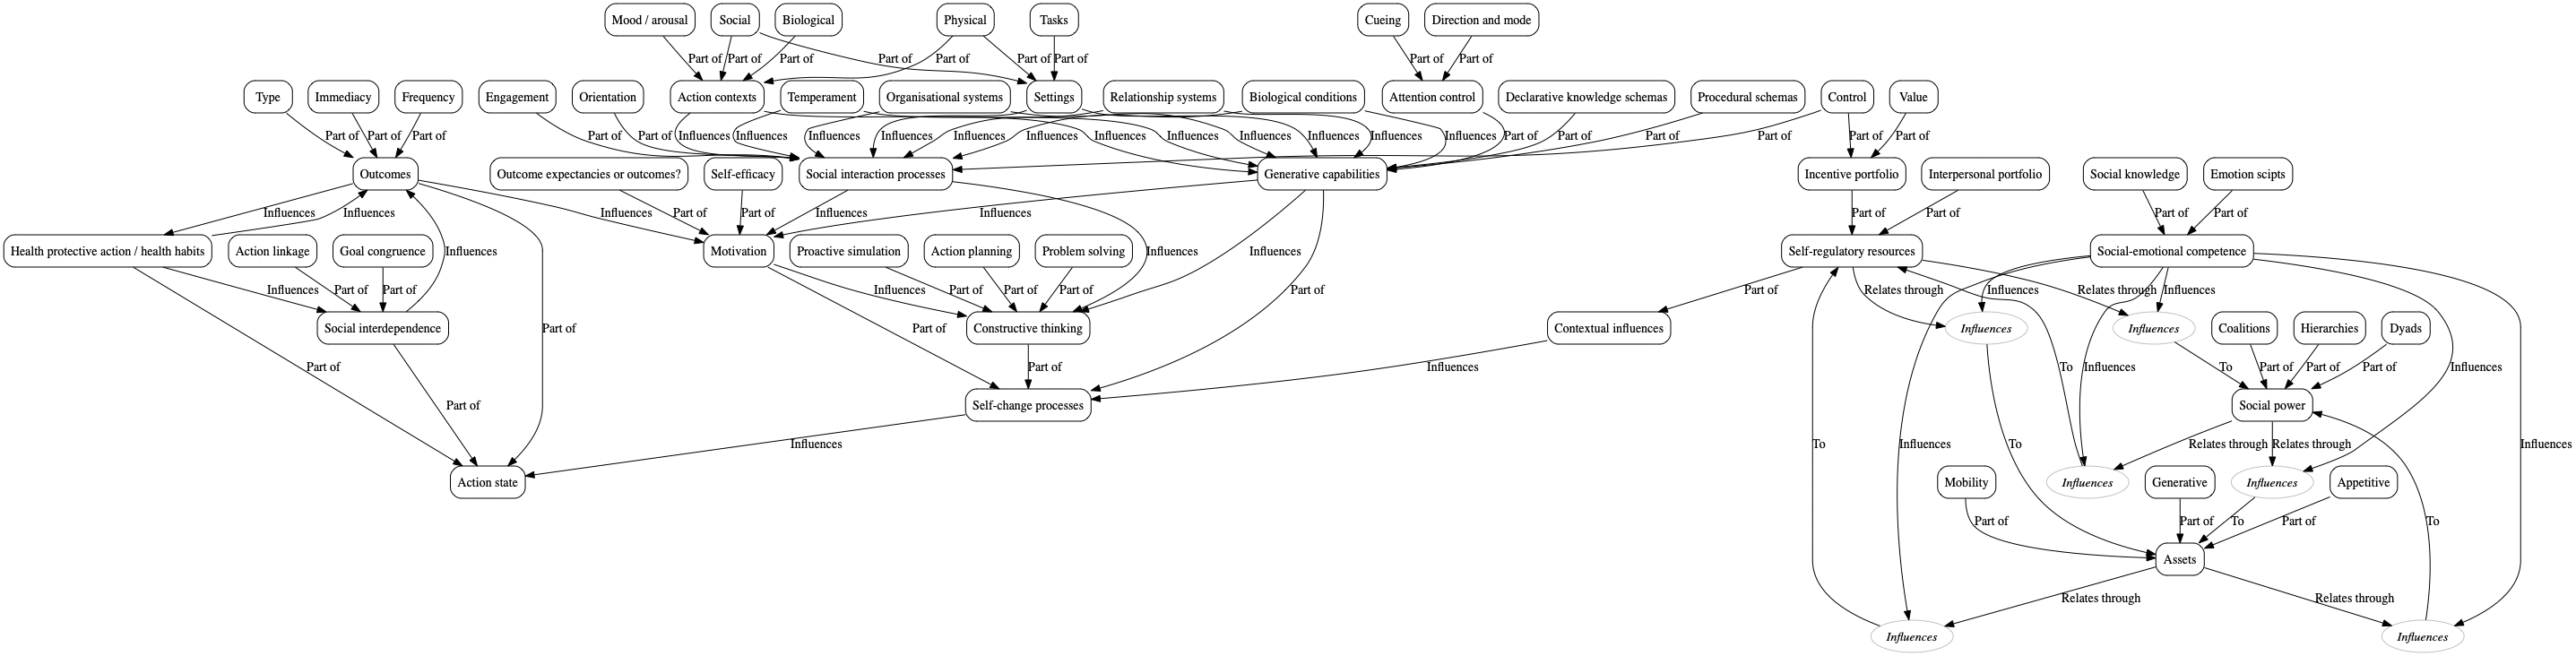 Mood / arousal
Social
Biological
Physical
Tasks
Cueing
Direction and mode
Part of
Part of
Part of
Part of
Part of
Part of
Part of
Part of
Part of
Type
Immediacy
Frequency
Engagement
Orientation
Action contexts
Temperament
Organisational systems
Settings
Relationship systems
Biological conditions
Attention control
Declarative knowledge schemas
Procedural schemas
Control
Value
Part of
Part of
Part of
Part of
Part of
Influences
Influences
Influences
Influences
Influences
Influences
Influences
Influences
Influences
Influences
Influences
Influences
Part of
Part of
Part of
Part of
Part of
Part of
Outcomes
Outcome expectancies or outcomes?
Self-efficacy
Social interaction processes
Generative capabilities
Incentive portfolio
Interpersonal portfolio
Social knowledge
Emotion scipts
Influences
Influences
Influences
Part of
Part of
Influences
Influences
Part of
Part of
Part of
Part of
Health protective action / health habits
Action linkage
Goal congruence
Influences
Motivation
Proactive simulation
Action planning
Problem solving
Influences
Influences
Self-regulatory resources
Social-emotional competence
Influences
Part of
Part of
Part of
Influences
Part of
Part of
Part of
Part of
Part of
Relates through
Influences
Relates through
Influences
Social interdependence
Part of
Part of
Constructive thinking
Contextual influences
Influences
Influences
Coalitions
Hierarchies
Dyads
Part of
Part of
Influences
To
Influences
To
Part of
Part of
Part of
Influences
Part of
Self-change processes
Social power
Influences
To
Influences
To
Relates through
Relates through
Influences
Action state
Mobility
Influences
Generative
Influences
Appetitive
Part of
Part of
To
Part of
To
Assets
Relates through
Relates through
Influences
Influences